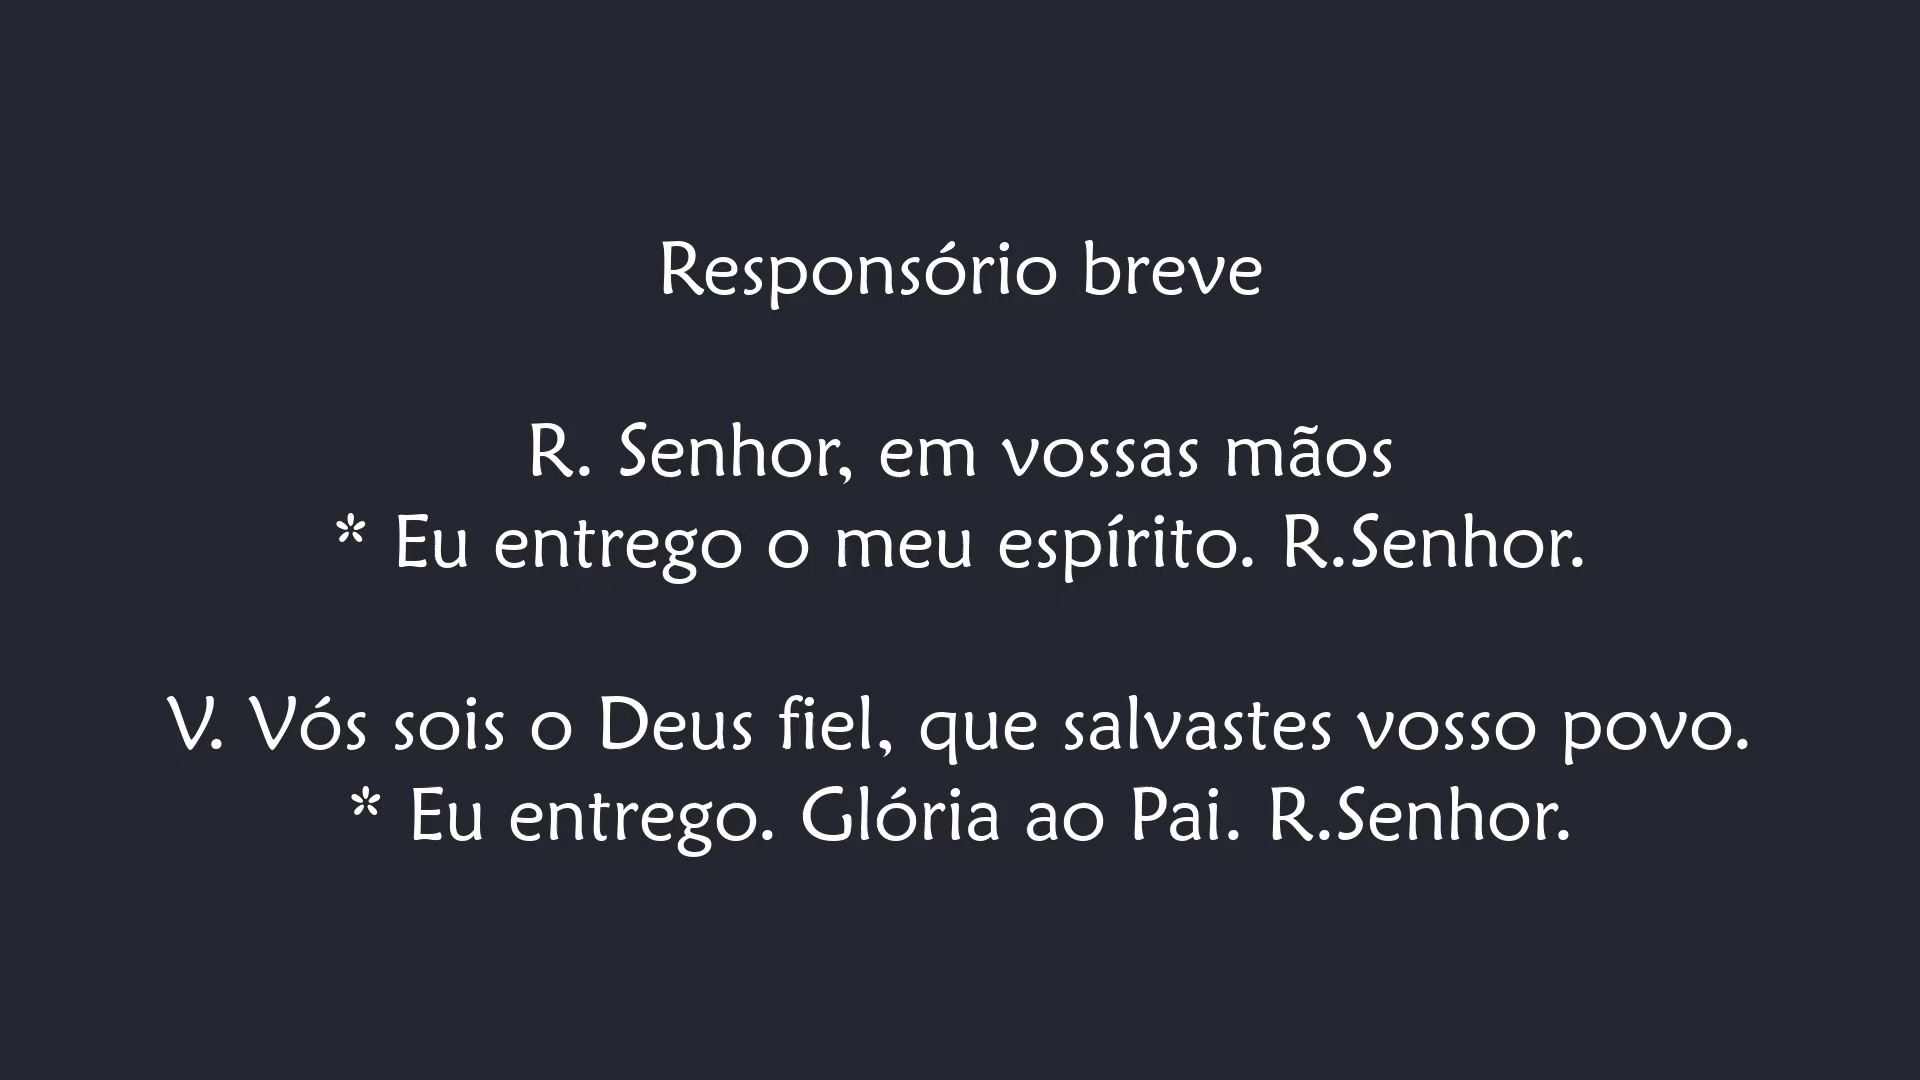 Responsório breve
R. Senhor, em vossas mãos
* Eu entrego o meu espírito. R.Senhor.
V. Vós sois o Deus fiel, que salvastes vosso povo.
* Eu entrego. Glória ao Pai. R.Senhor.